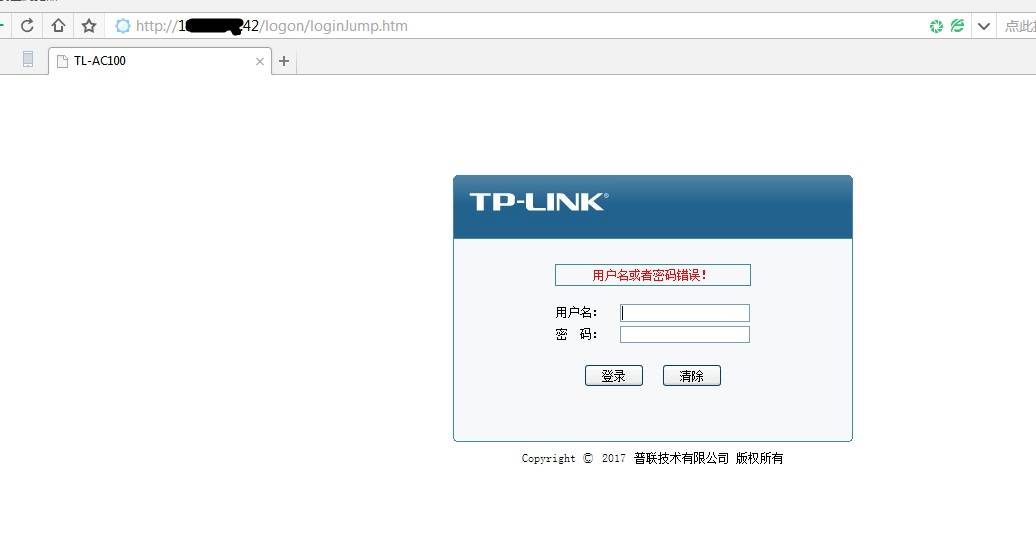 http://1 42/logon/loginJump.htm
点此
TL-AC100
TP-LINK®
用户名或者密码错误!
用户名:
密 码:
登录 清除
Copyright © 2017 普联技术有限公司 版权所有